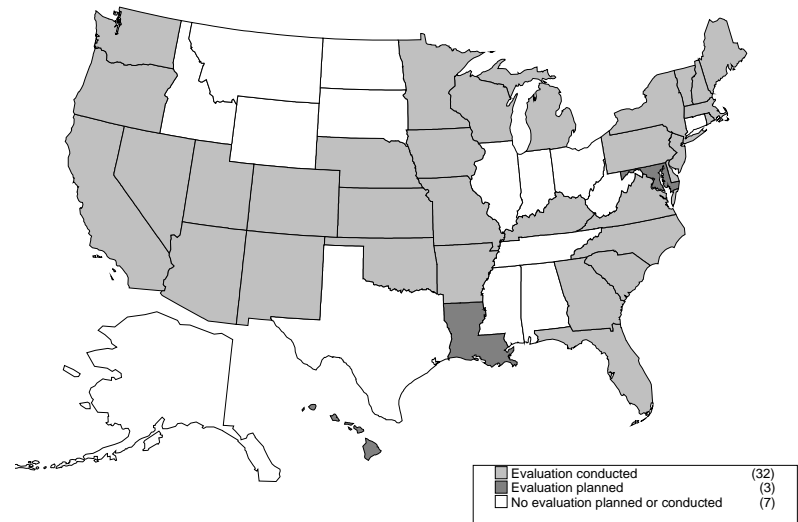 Evaluation conducted (32)
Evaluation planned (3)
No evaluation planned or conducted (7)